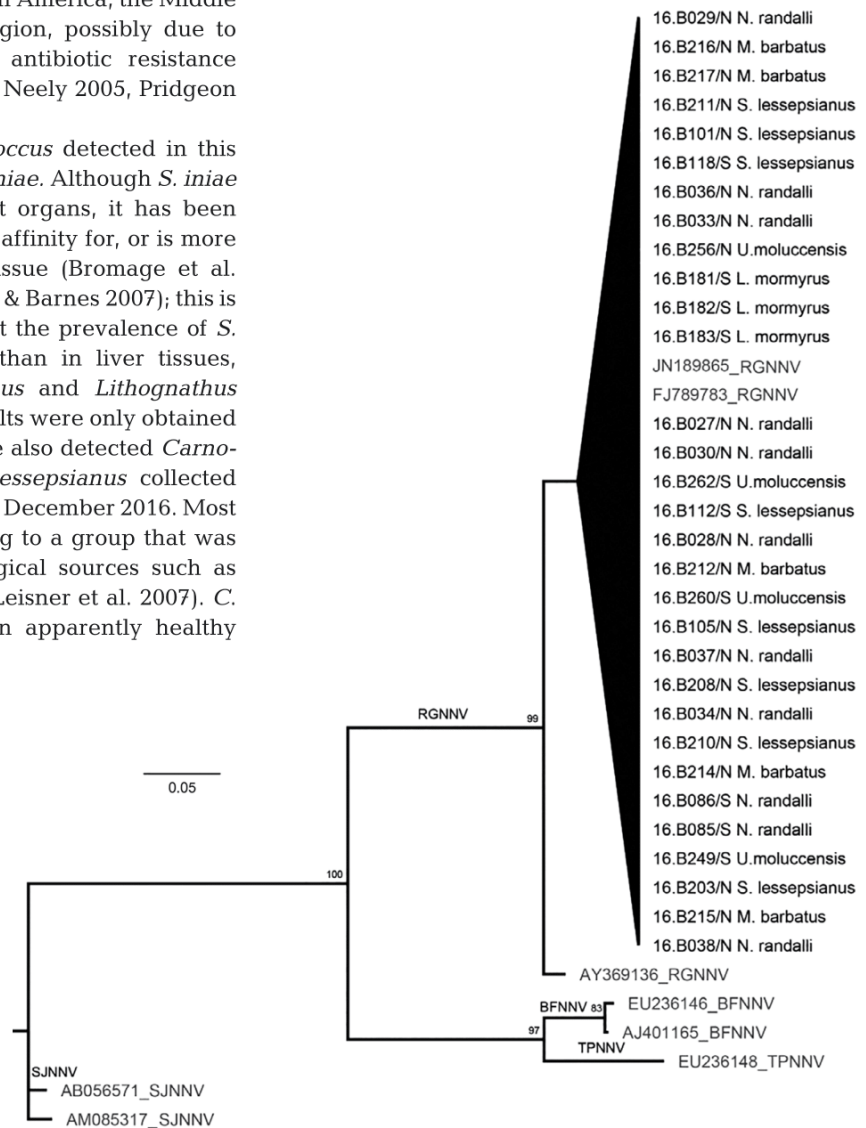 n America, the Middle
gion, possibly due to
antibiotic resistance
Neely 2005, Pridgeon
occus detected in this
niae. Although S. iniae
t organs, it has been
affinity for, or is more
ssue (Bromage et al.
& Barnes 2007); this is
t the prevalence of S.
than in liver tissues,
us and Lithognathus
lts were only obtained
e also detected Carno-
essepsianus collected
December 2016. Most
g to a group that was
gical sources such as
Leisner et al. 2007). C.
n apparently healthy
16.B029/N N. randalli
16.B216/N M. barbatus
16.B217/N M. barbatus
16.B211/N S. lessepsianus
16.B101/N S. lessepsianus
16.B118/S S. lessepsianus
16.B036/N N. randalli
16.B033/N N. randalli
16.B256/N U.moluccensis
16.B181/S L. mormyrus
16.B182/S L. mormyrus
16.B183/S L. mormyrus
JN189865_RGNNV
FJ789783_RGNNV
16.B027/N N. randalli
16.B030/N N. randalli
16.B262/S U.moluccensis
16.B112/S S. lessepsianus
16.B028/N N. randalli
16.B212/N M. barbatus
16.B260/S U.moluccensis
16.B105/N S. lessepsianus
16.B037/N N. randalli
16.B208/N S. lessepsianus
16.B034/N N. randalli
16.B210/N S. lessepsianus
16.B214/N M. barbatus
16.B086/S N. randalli
16.B085/S N. randalli
16.B249/S U.moluccensis
16.B203/N S. lessepsianus
16.B215/N M. barbatus
16.B038/N N. randalli
RGNNV
99
0.05
100
AY369136_RGNNV
BFNNV 83
EU236146_BFNNV
97
AJ401165_BFNNV
TPNNV
EU236148_TPNNV
SJNNV
AB056571_SJNNV
AM085317_SJNNV